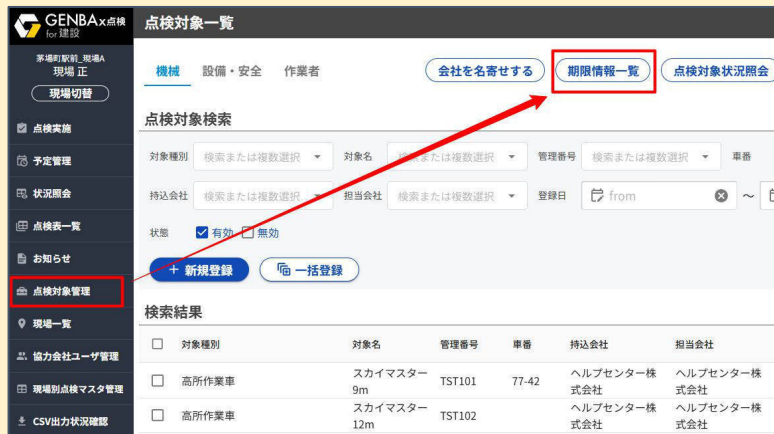 GENBAx点検
for 建設
点検対象一覧
茅場町駅前_現場A
現場 正
現場切替
点検実施
予定管理
状況照会
点検表一覧
お知らせ
点検対象管理
現場一覧
協力会社ユーザ管理
現場別点検マスタ管理
CSV出力状況確認
機械 設備・安全 作業者
会社を名寄せする 期限情報一覧 点検対象状況照会
点検対象検索
対象種別 検索または複数選択 対象名 検索または複数選択 管理番号 検索または複数選択 車番
持込会社 検索または複数選択 担当会社 検索または複数選択 登録日 from ～
状態 有効 無効
+ 新規登録 一括登録
検索結果
対象種別 対象名 管理番号 車番 持込会社 担当会社
高所作業車 スカイマスター 9m TST101 77-42 ヘルプセンター株式会社 ヘルプセンター株式会社
高所作業車 スカイマスター 12m TST102 ヘルプセンター株式会社 ヘルプセンター株式会社